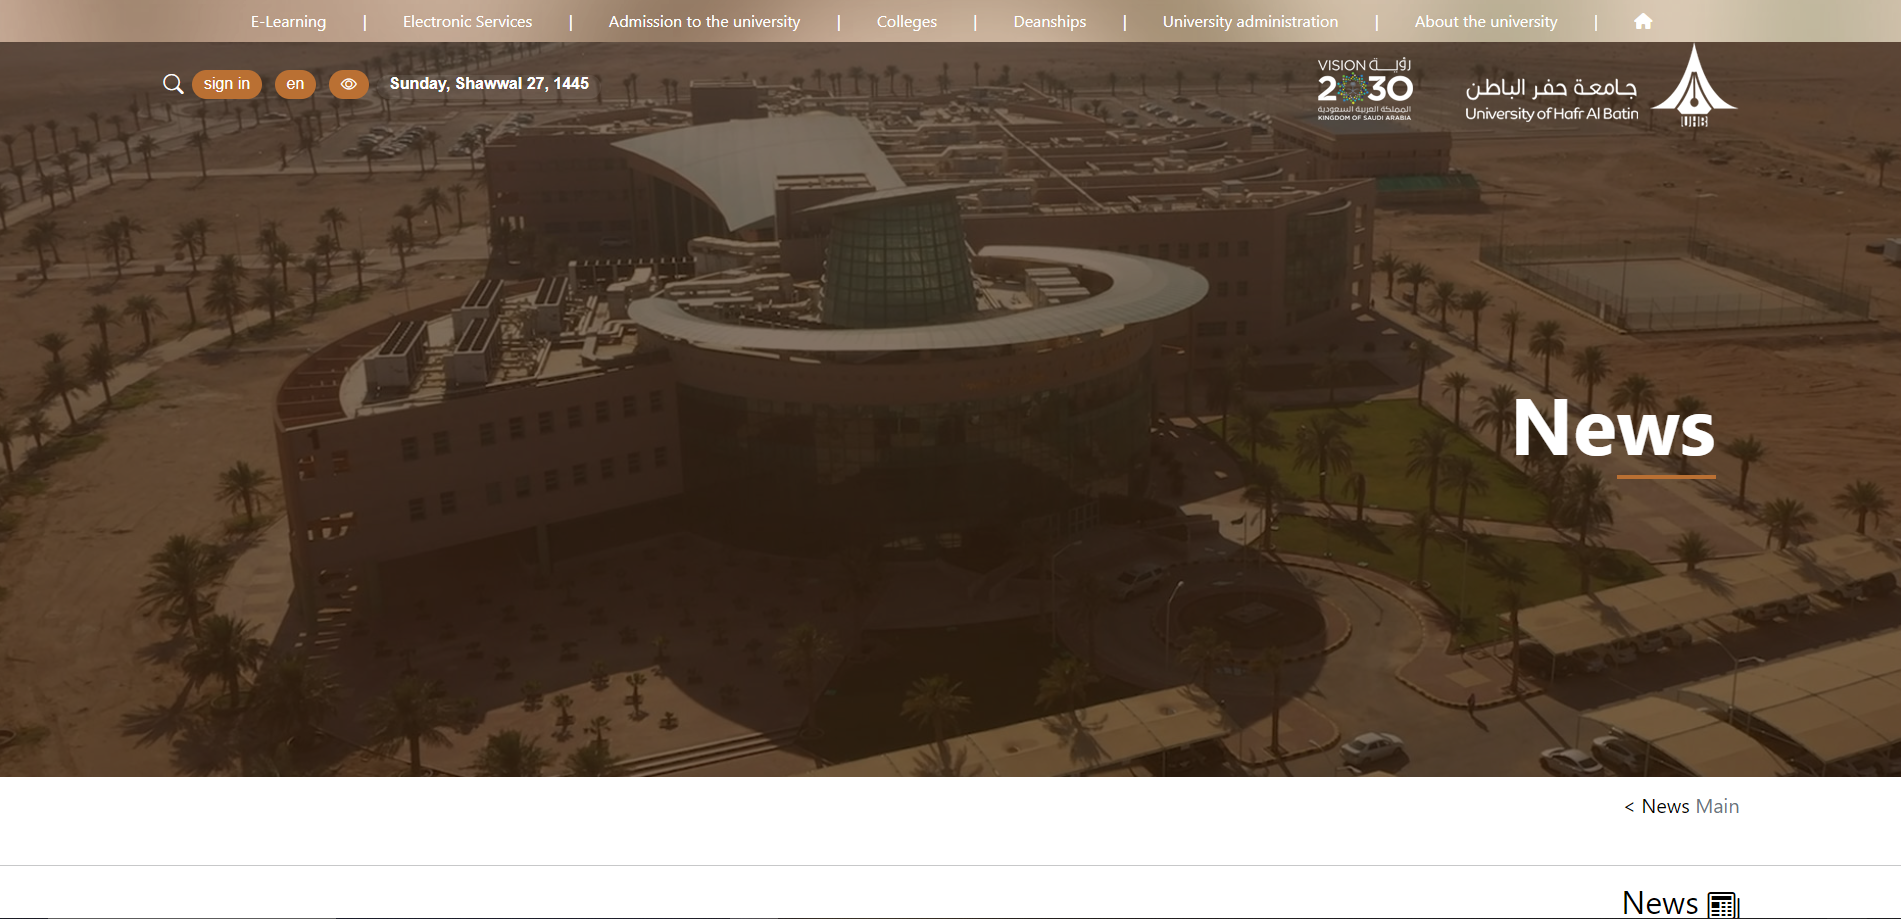 E-Learning | Electronic Services | Admission to the university | Colleges | Deanships | University administration | About the university |
sign in en Sunday, Shawwal 27, 1445
VISION رؤيــة
2030
المملكة العربية السعودية
KINGDOM OF SAUDI ARABIA
جامعة حفر الباطن
University of Hafr Al Batin
UHB
News
< News Main
News